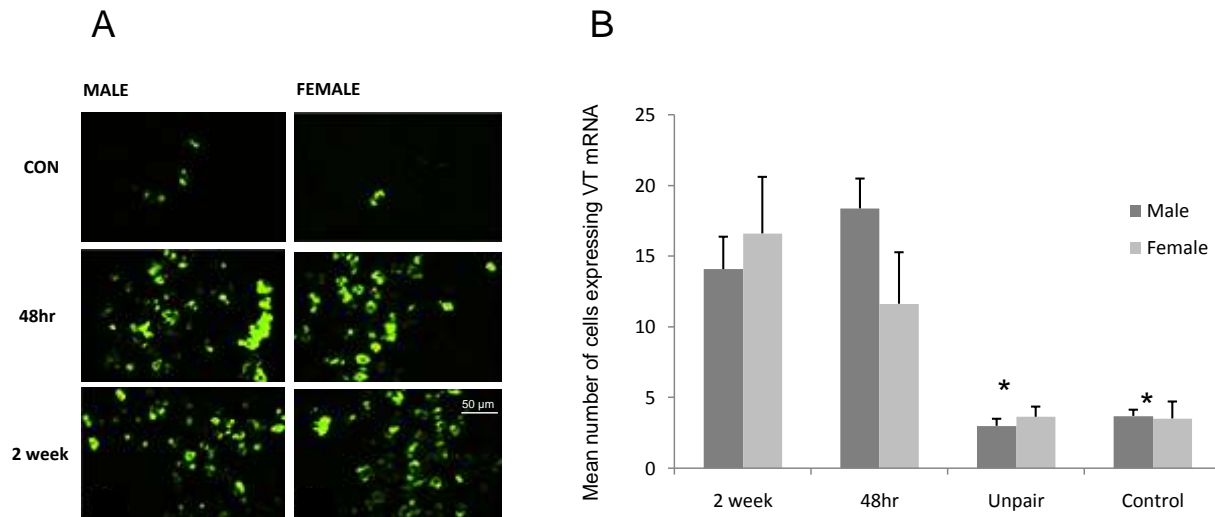 A
MALE
FEMALE
CON
48hr
2 week
50 µm
B
Mean number of cells expressing VT mRNA
25
20
15
10
5
0
*
*
Male
Female
2 week
48hr
Unpair
Control